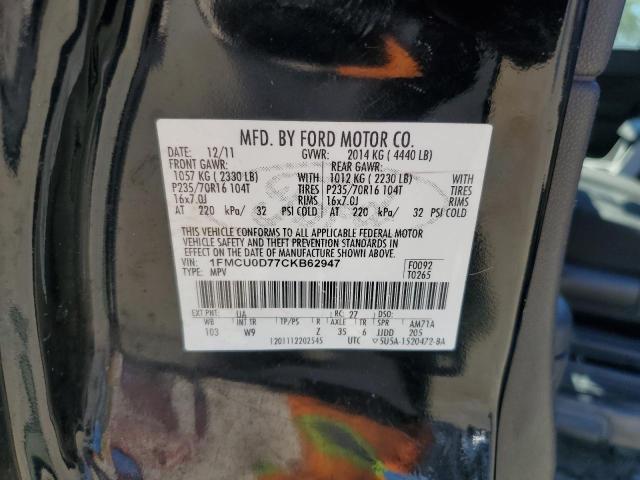 MFD. BY FORD MOTOR CO.
DATE: 12/11 GVWR: 2014 KG ( 4440 LB)
FRONT GAWR: REAR GAWR:
1057 KG ( 2330 LB) WITH 1012 KG ( 2230 LB) WITH
P235/70R16 104T TIRES P235/70R16 104T TIRES
16x7.0J RIMS 16x7.0J RIMS
AT 220 kPa/ 32 PSI COLD AT 220 kPa/ 32 PSI COLD
THIS VEHICLE CONFORMS TO ALL APPLICABLE FEDERAL MOTOR
VEHICLE SAFETY AND THEFT PREVENTION STANDARDS IN
EFFECT ON THE DATE OF MANUFACTURE SHOWN ABOVE.
VIN: 1FMCU0D77CKB62947 F0092
TYPE: MPV T0265
EXT PNT: UA RC: 27 DSO:
WB INT TR TP/PS R AXLE TR SPR AM71A
103 W9 Z 35 6 JJDD 205
1201112202545 UTC ▽5U5A-1520472-BA